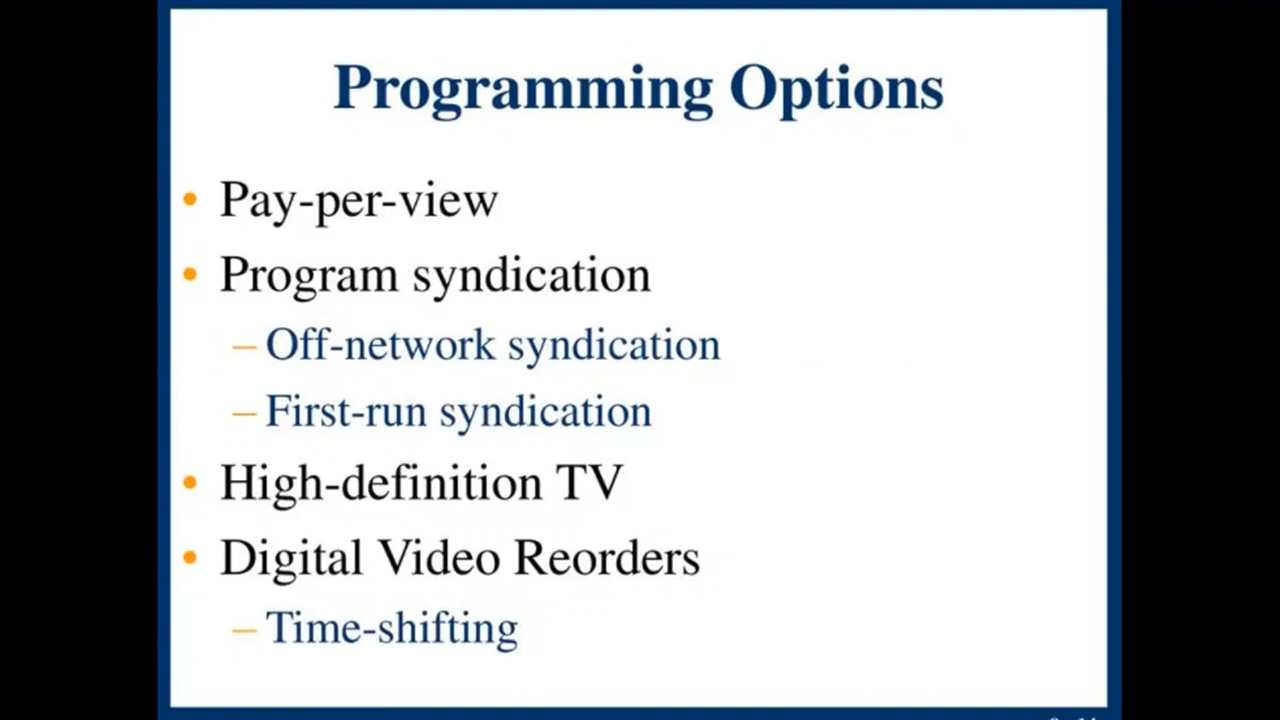 Programming Options
• Pay-per-view
• Program syndication
– Off-network syndication
– First-run syndication
• High-definition TV
• Digital Video Reorders
– Time-shifting